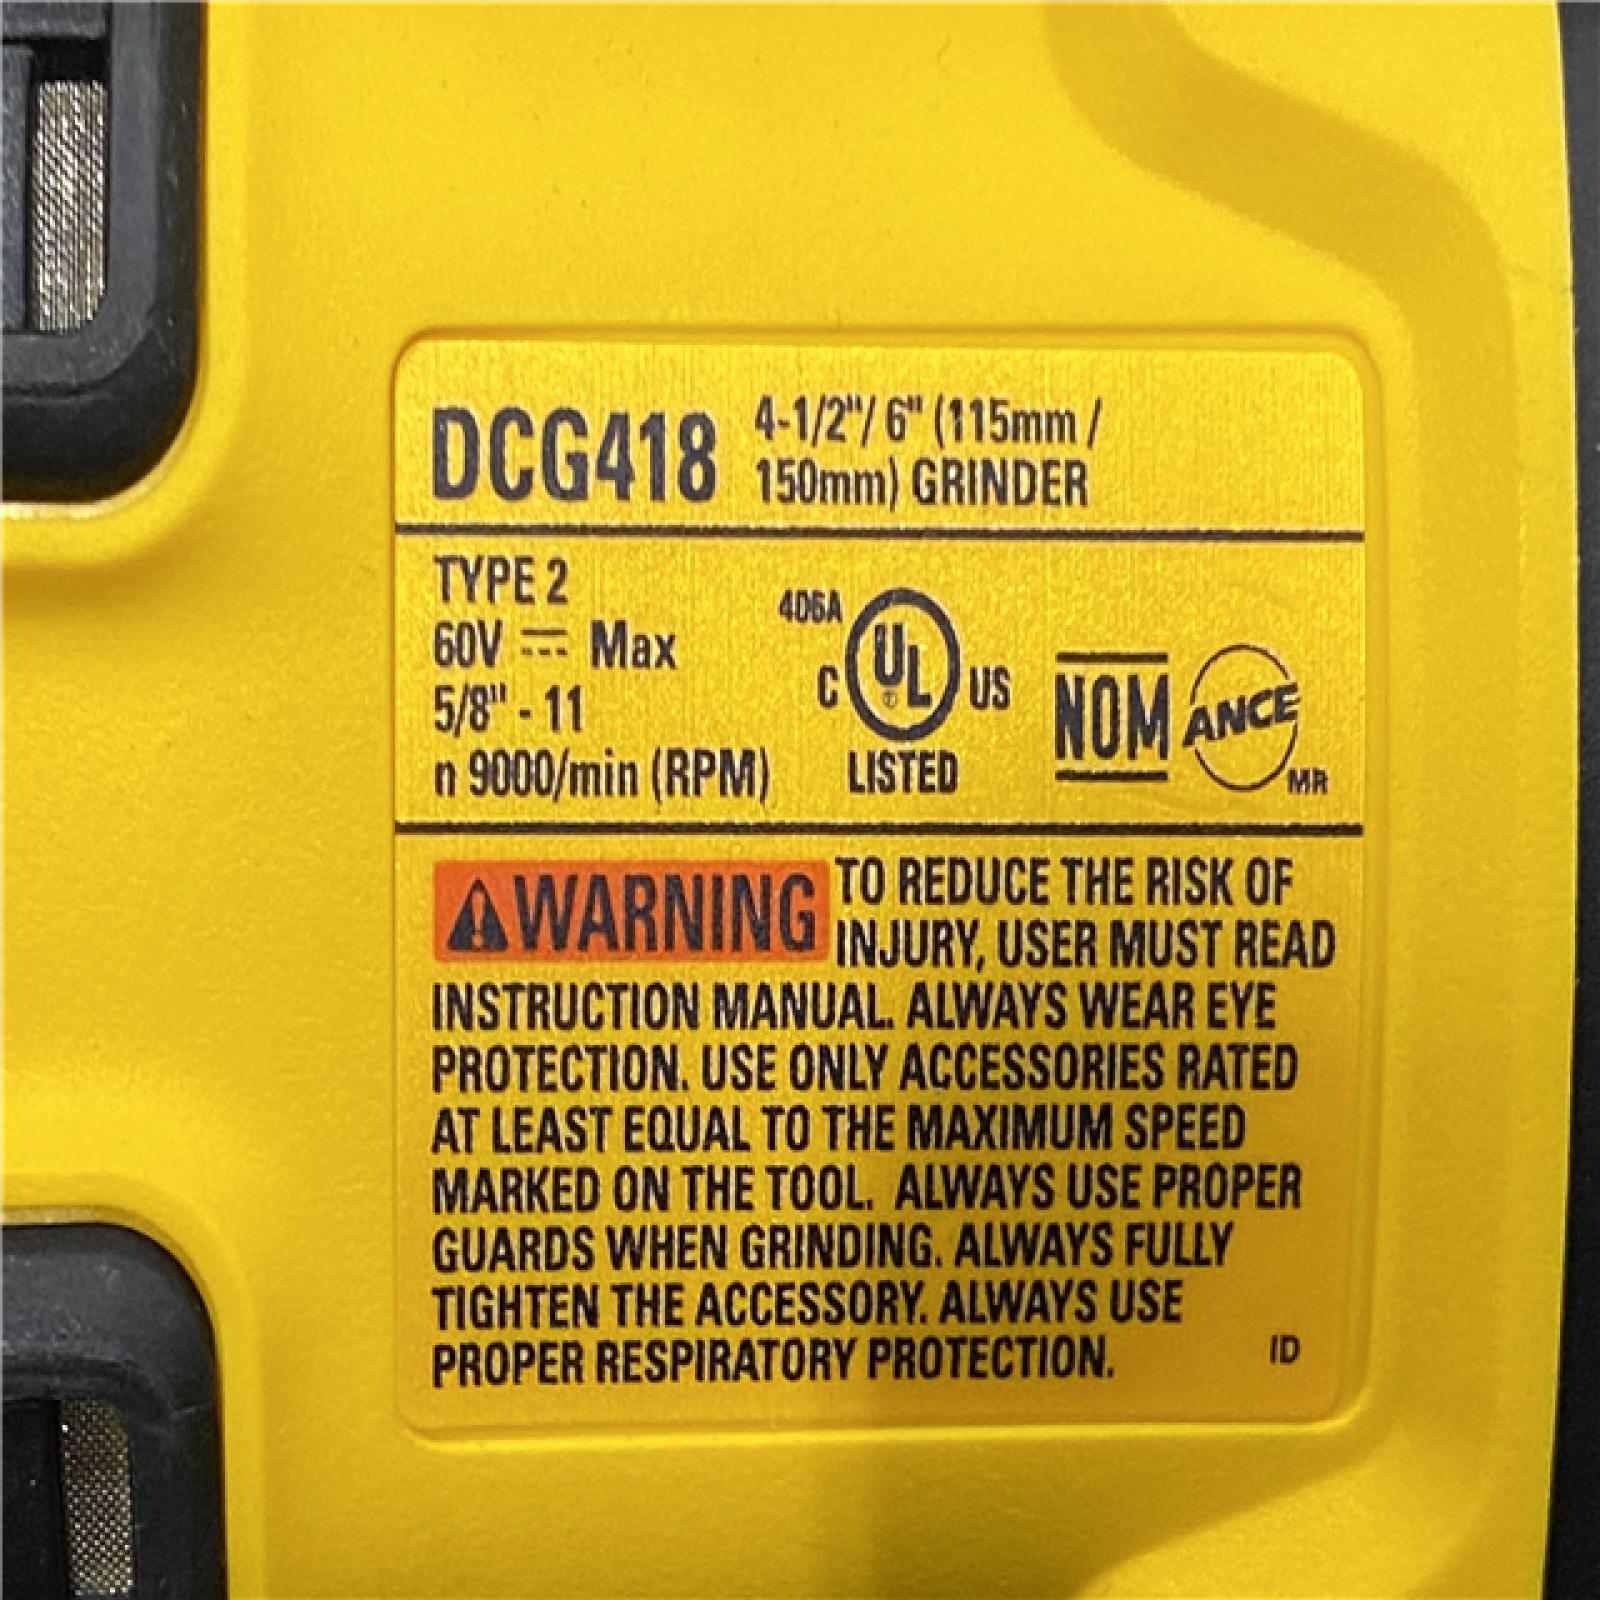 DCG418 4-1/2"/ 6" (115mm /
150mm) GRINDER
TYPE 2
60V Max
5/8" - 11
n 9000/min (RPM)
406A
C UL US
LISTED
NOM ANCE MR
WARNING TO REDUCE THE RISK OF
INJURY, USER MUST READ
INSTRUCTION MANUAL. ALWAYS WEAR EYE
PROTECTION. USE ONLY ACCESSORIES RATED
AT LEAST EQUAL TO THE MAXIMUM SPEED
MARKED ON THE TOOL. ALWAYS USE PROPER
GUARDS WHEN GRINDING. ALWAYS FULLY
TIGHTEN THE ACCESSORY. ALWAYS USE
PROPER RESPIRATORY PROTECTION. ID